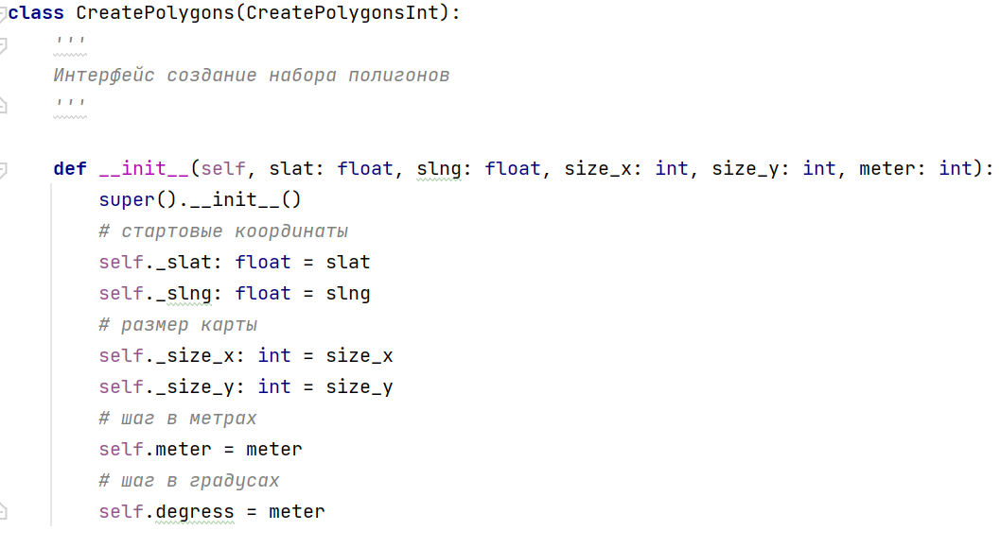 class CreatePolygons(CreatePolygonsInt):
    '''
    Интерфейс создание набора полигонов
    '''

    def __init__(self, slat: float, slng: float, size_x: int, size_y: int, meter: int):
        super().__init__()
        # стартовые координаты
        self._slat: float = slat
        self._slng: float = slng
        # размер карты
        self._size_x: int = size_x
        self._size_y: int = size_y
        # шаг в метрах
        self.meter = meter
        # шаг в градусах
        self.degress = meter